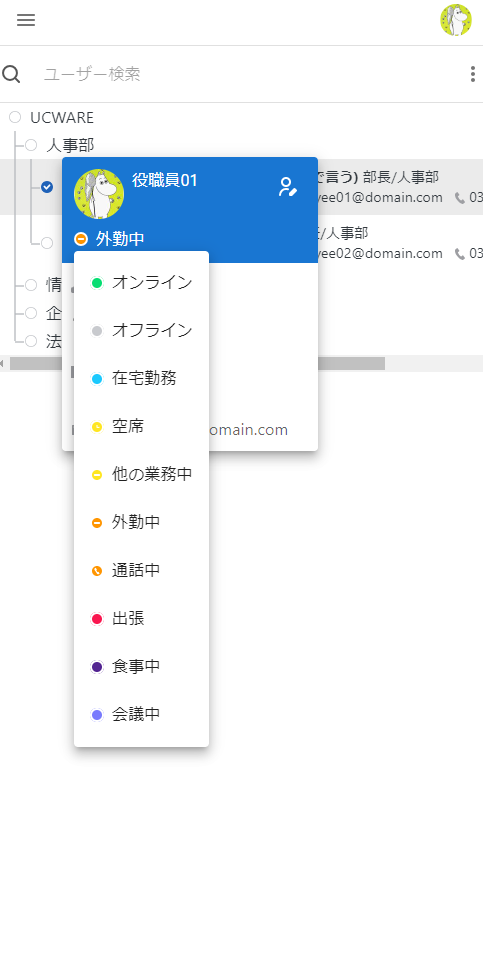 ユーザー検索
UCWARE
人事部
役職員01
で言う) 部長/人事部
yee01@domain.com 03
外勤中
/人事部
yee02@domain.com 03
情
企
法
オンライン
オフライン
在宅勤務
空席
omain.com
他の業務中
外勤中
通話中
出張
食事中
会議中